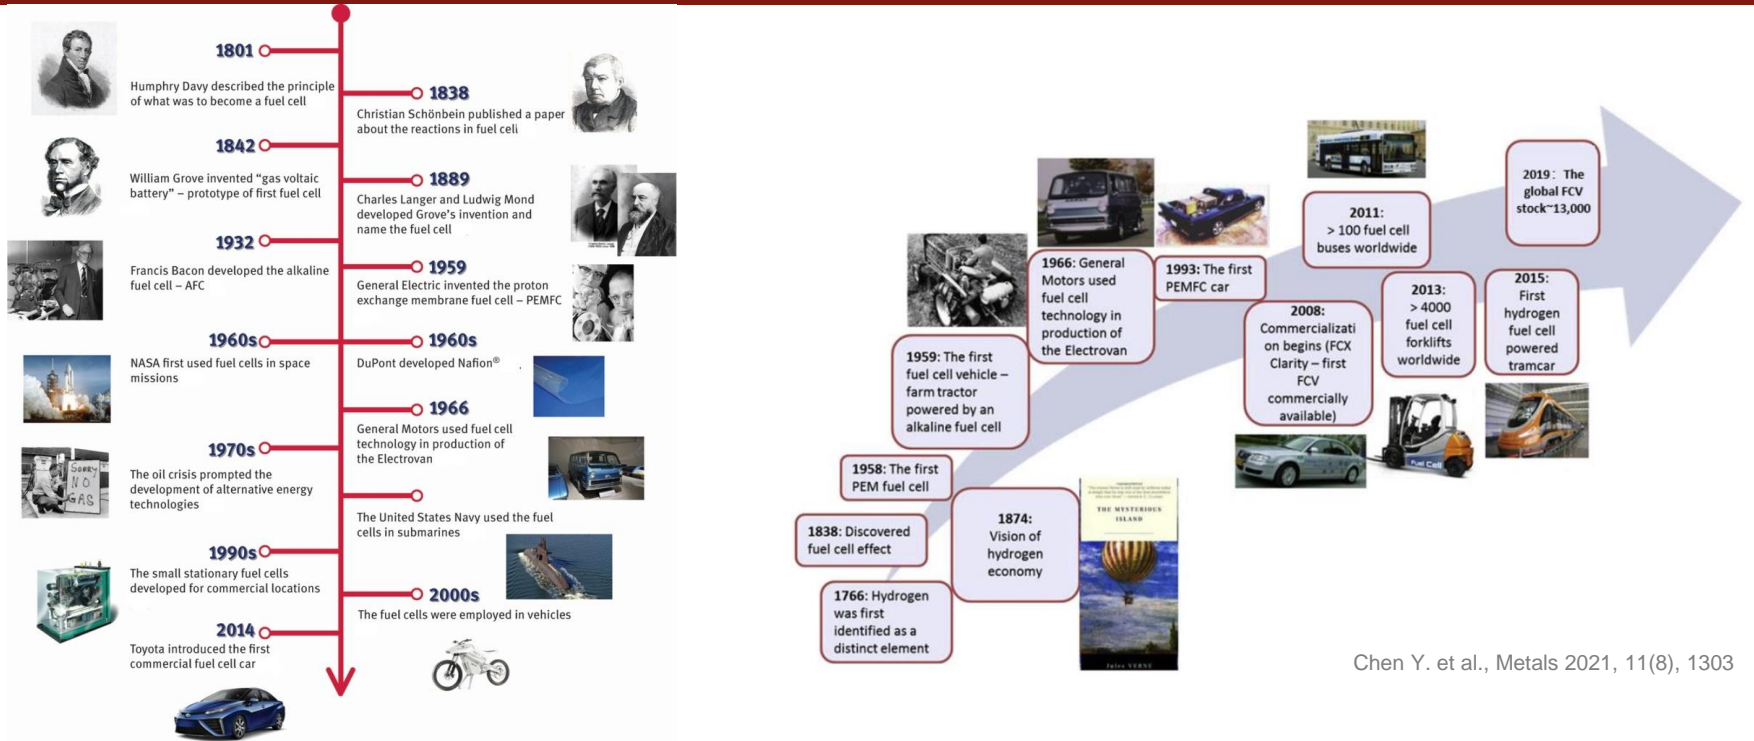 1801
Humphry Davy described the principle
of what was to become a fuel cell
1838
Christian Schönbein published a paper
about the reactions in fuel cell
1842
William Grove invented “gas voltaic
battery” – prototype of first fuel cell
1889
Charles Langer and Ludwig Mond
developed Grove’s invention and
name the fuel cell
1932
Francis Bacon developed the alkaline
fuel cell – AFC
1959
General Electric invented the proton
exchange membrane fuel cell – PEMFC
1960s
NASA first used fuel cells in space
missions
1960s
DuPont developed Nafion®
1966
General Motors used fuel cell
technology in production of
the Electrovan
1970s
The oil crisis prompted the
development of alternative energy
technologies
SORRY
NO
GAS
The United States Navy used the fuel
cells in submarines
1990s
The small stationary fuel cells
developed for commercial locations
2000s
The fuel cells were employed in vehicles
2014
Toyota introduced the first
commercial fuel cell car
1766: Hydrogen
was first
identified as a
distinct element
1838: Discovered
fuel cell effect
1874:
Vision of
hydrogen
economy
THE MYSTERIOUS
ISLAND
Jules VERNE
1958: The first
PEM fuel cell
1959: The first
fuel cell vehicle –
farm tractor
powered by an
alkaline fuel cell
1966: General
Motors used
fuel cell
technology in
production of
the Electrovan
1993: The first
PEMFC car
2008:
Commercializati
on begins (FCX
Clarity – first
FCV
commercially
available)
2011:
> 100 fuel cell
buses worldwide
2013:
> 4000
fuel cell
forklifts
worldwide
Fuel Cell
2015:
First
hydrogen
fuel cell
powered
tramcar
2019: The
global FCV
stock~13,000
Chen Y. et al., Metals 2021, 11(8), 1303